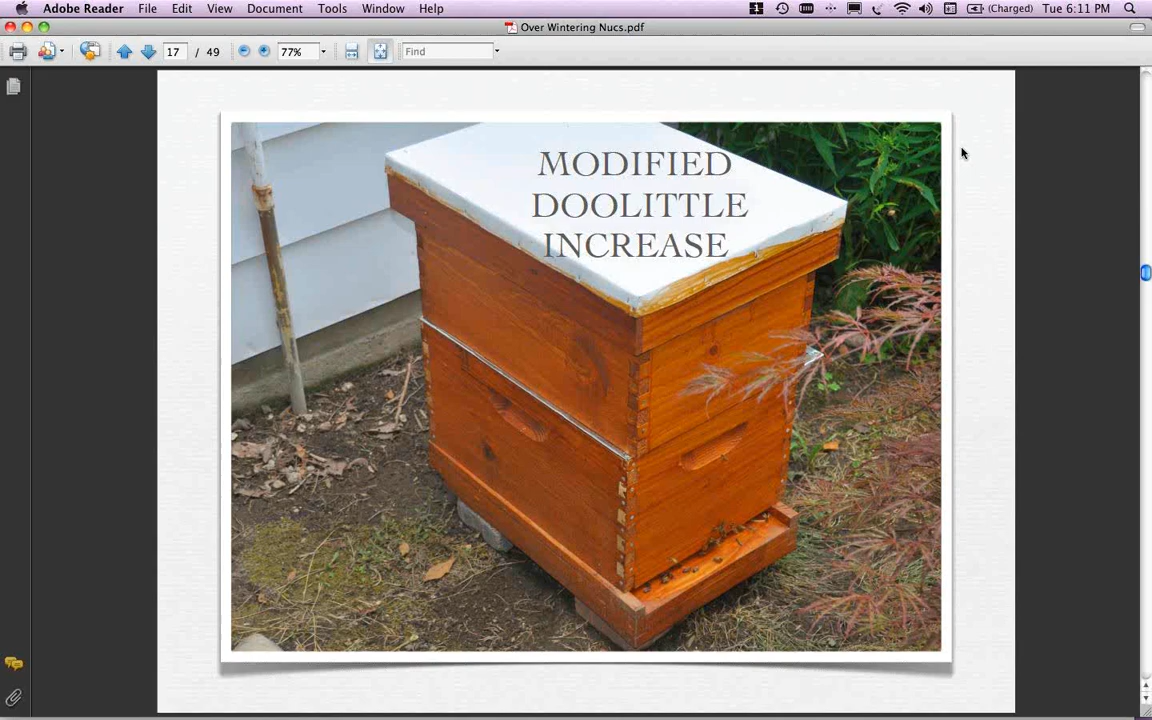 Adobe Reader File Edit View Document Tools Window Help (Charged) Tue 6:11 PM
Over Wintering Nucs.pdf
17 / 49 77% Find
MODIFIED
DOOLITTLE
INCREASE